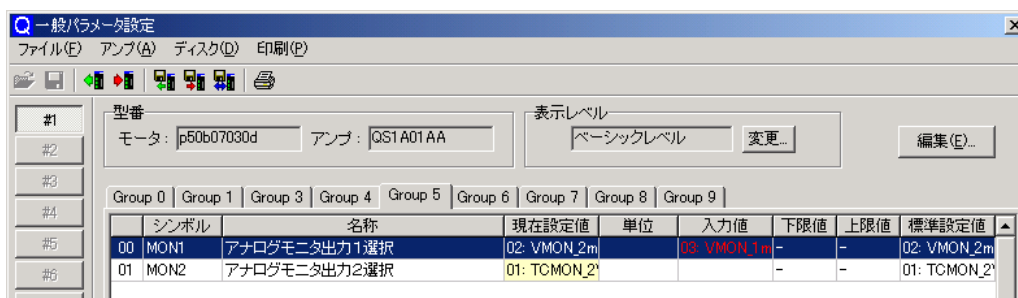 Q 一般パラメータ設定
ファイル(F) アンプ(A) ディスク(D) 印刷(P)
型番
モータ: p50b07030d アンプ: QS1A01AA
表示レベル
ベーシックレベル 変更...
編集(E)...
#1
#2
#3
#4
#5
#6
Group 0 Group 1 Group 3 Group 4 Group 5 Group 6 Group 7 Group 8 Group 9
シンボル 名称 現在設定値 単位 入力値 下限値 上限値 標準設定値
00 MON1 アナログモニタ出力1選択 02: VMON_2m 03: VMON_1m - - 02: VMON_2m
01 MON2 アナログモニタ出力2選択 01: TCMON_2V - - 01: TCMON_2V